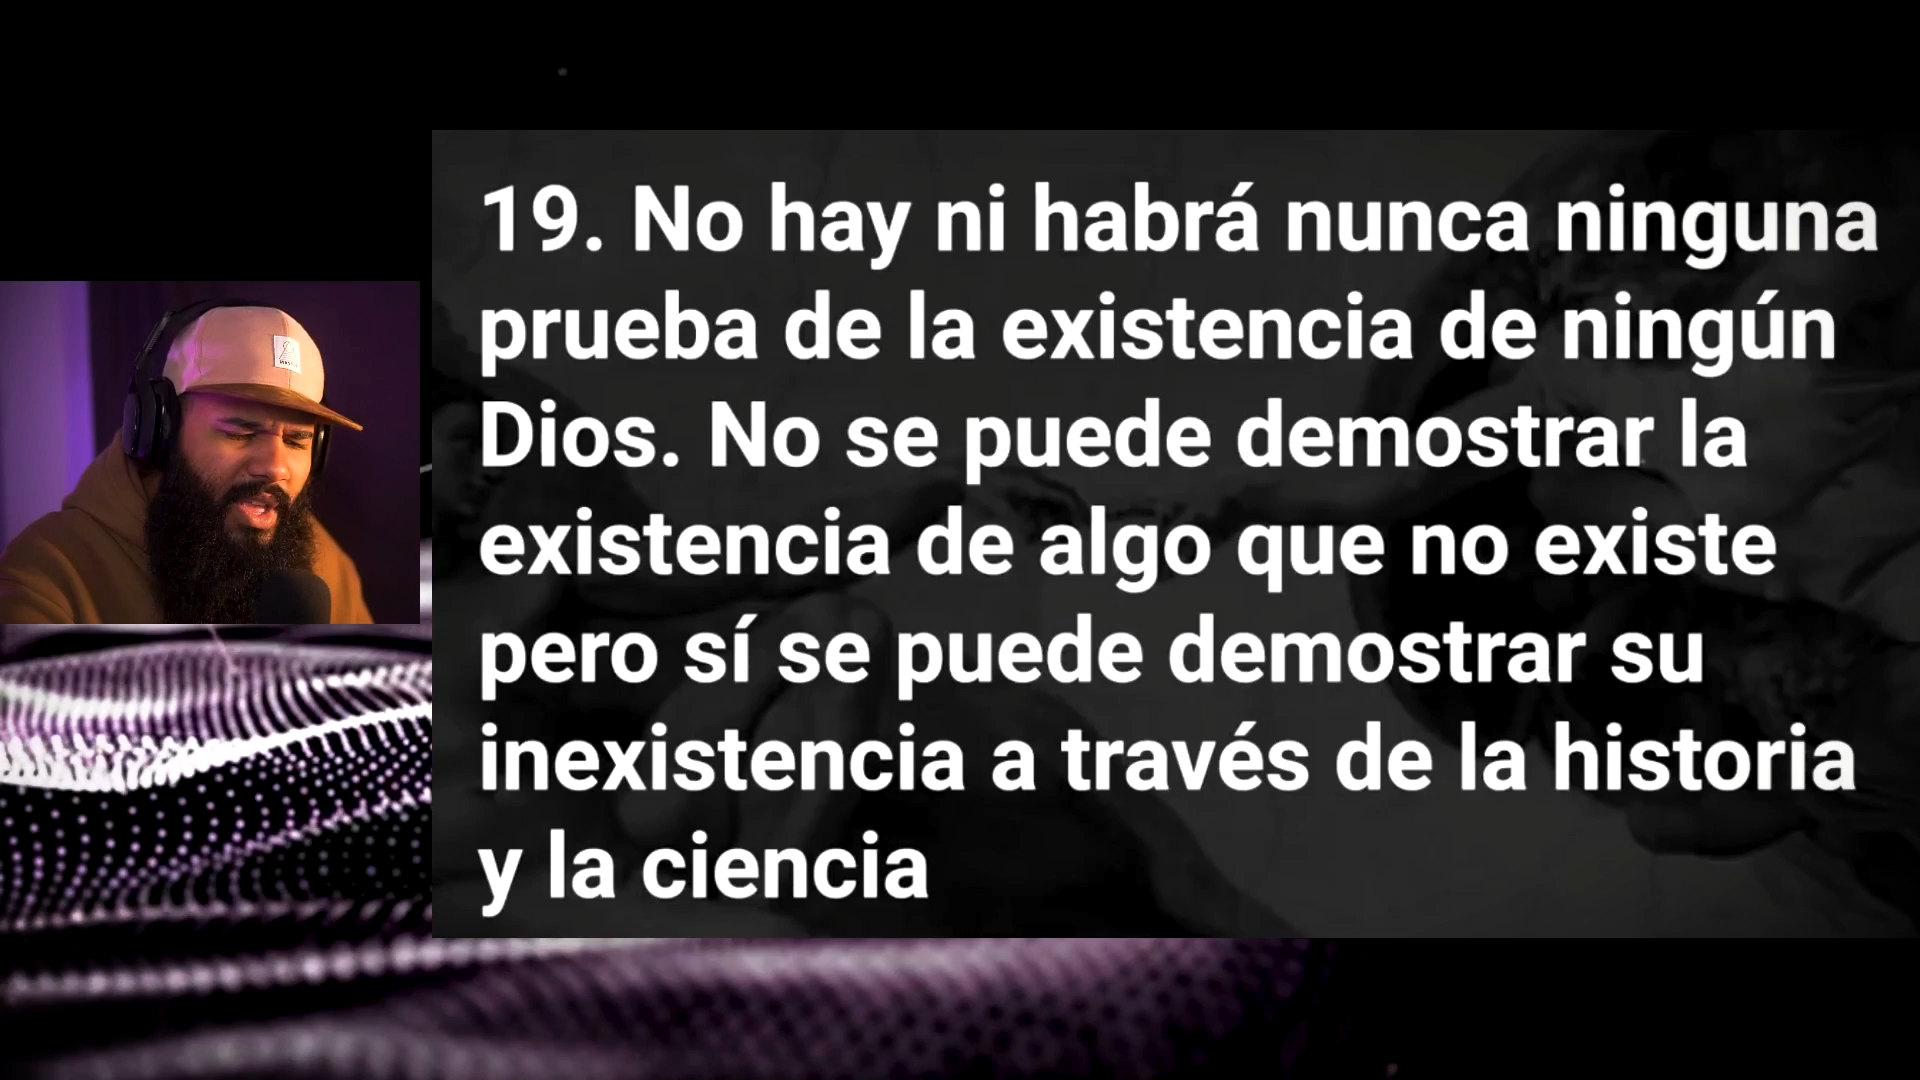 19. No hay ni habrá nunca ninguna
prueba de la existencia de ningún
Dios. No se puede demostrar la
existencia de algo que no existe
pero sí se puede demostrar su
inexistencia a través de la historia
y la ciencia